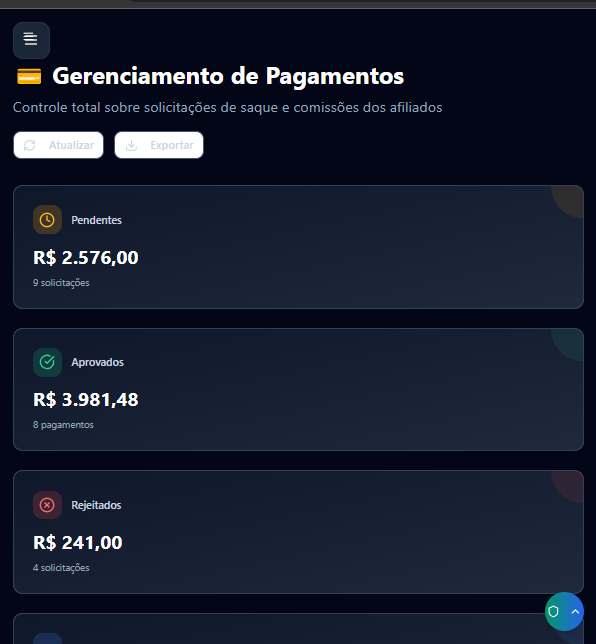 Gerenciamento de Pagamentos
Controle total sobre solicitações de saque e comissões dos afiliados
Atualizar Exportar
Pendentes
R$ 2.576,00
9 solicitações
Aprovados
R$ 3.981,48
8 pagamentos
Rejeitados
R$ 241,00
4 solicitações